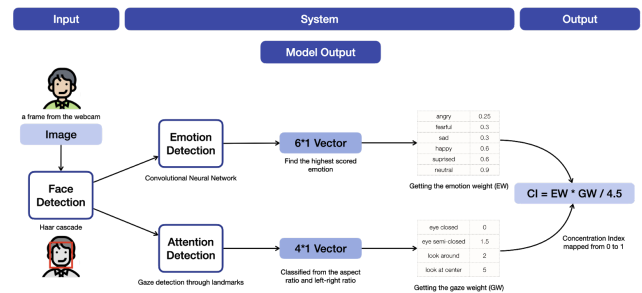 Input
System
Output
Model Output
a frame from the webcam
Image
Face
Detection
Haar cascade
Emotion
Detection
Convolutional Neural Network
6*1 Vector
Find the highest scored
emotion
angry 0.25
fearful 0.3
sad 0.3
happy 0.6
suprised 0.6
neutral 0.9
Getting the emotion weight (EW)
Attention
Detection
Gaze detection through landmarks
4*1 Vector
Classified from the aspect
ratio and left-right ratio
eye closed 0
eye semi-closed 1.5
look around 2
look at center 5
Getting the gaze weight (GW)
CI = EW * GW / 4.5
Concentration Index
mapped from 0 to 1